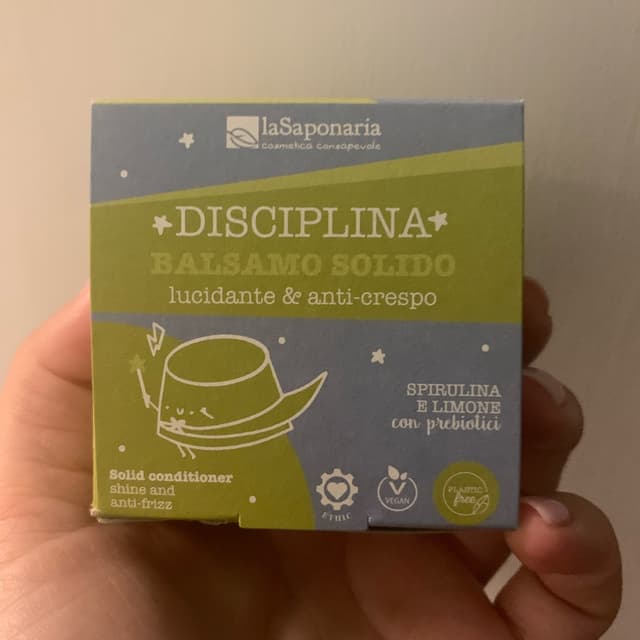 laSaponaria
cosmetica consapevole
DISCIPLINA
BALSAMO SOLIDO
lucidante & anti-crespo
SPIRULINA
E LIMONE
con prebiotici
Solid conditioner
shine and
anti-frizz
ETHIC
VEGAN
PLASTIC
free